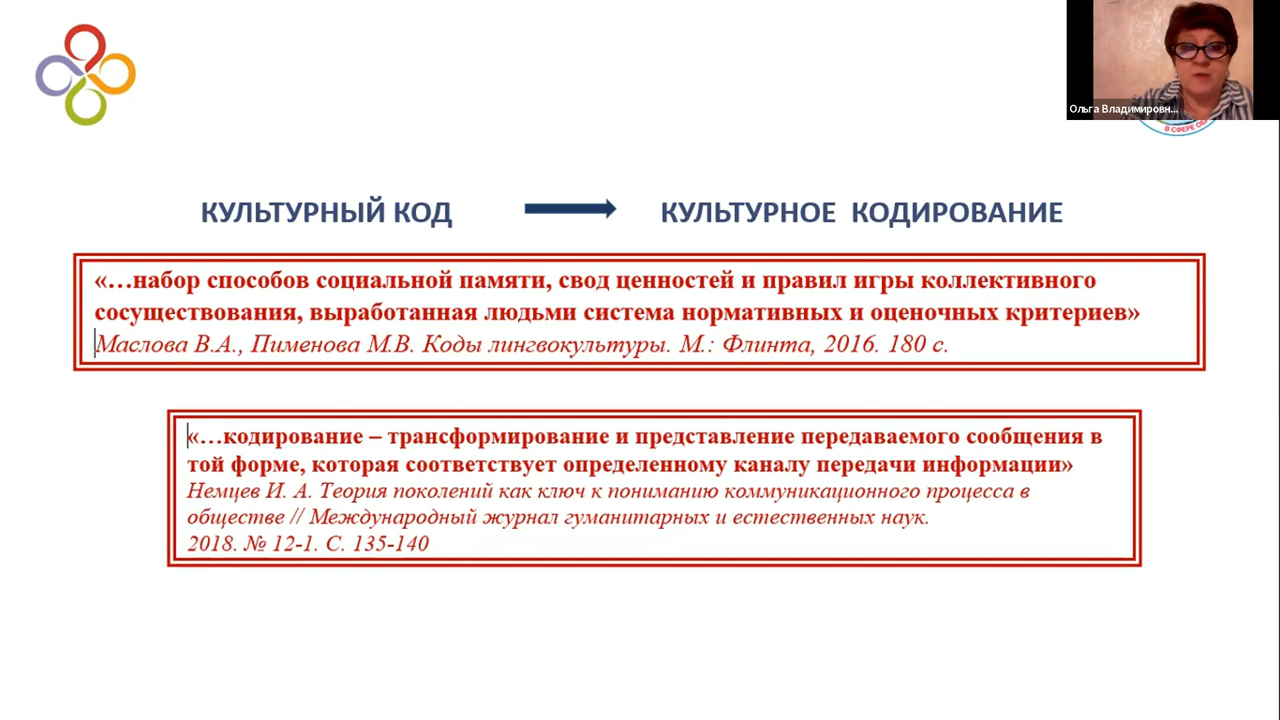 Ольга Владимировн...
В СФЕРЕ
КУЛЬТУРНЫЙ КОД
КУЛЬТУРНОЕ КОДИРОВАНИЕ
«…набор способов социальной памяти, свод ценностей и правил игры коллективного
сосуществования, выработанная людьми система нормативных и оценочных критериев»
Маслова В.А., Пименова М.В. Коды лингвокультуры. М.: Флинта, 2016. 180 с.
«…кодирование – трансформирование и представление передаваемого сообщения в
той форме, которая соответствует определенному каналу передачи информации»
Немцев И. А. Теория поколений как ключ к пониманию коммуникационного процесса в
обществе // Международный журнал гуманитарных и естественных наук.
2018. № 12-1. С. 135-140